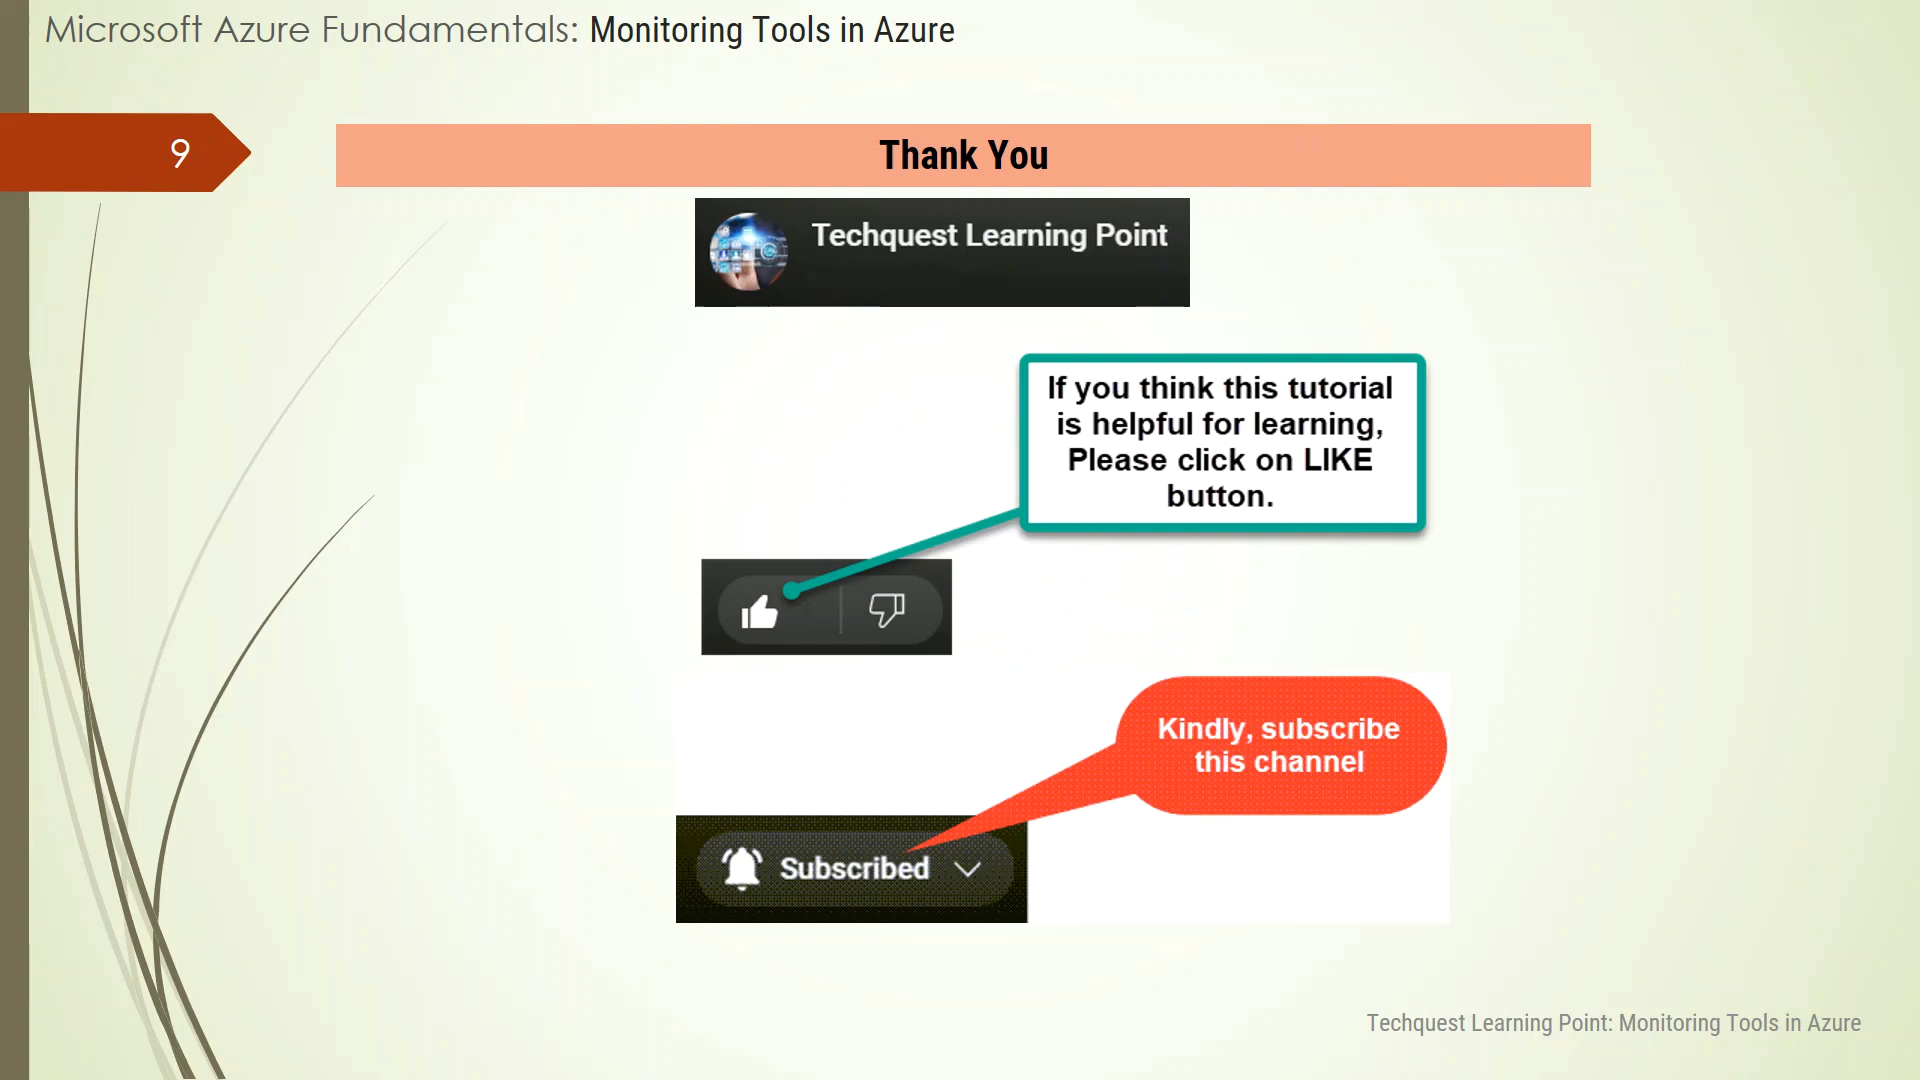 Microsoft Azure Fundamentals: Monitoring Tools in Azure
9
Thank You
Techquest Learning Point
If you think this tutorial
is helpful for learning,
Please click on LIKE
button.
Kindly, subscribe
this channel
Subscribed
Techquest Learning Point: Monitoring Tools in Azure